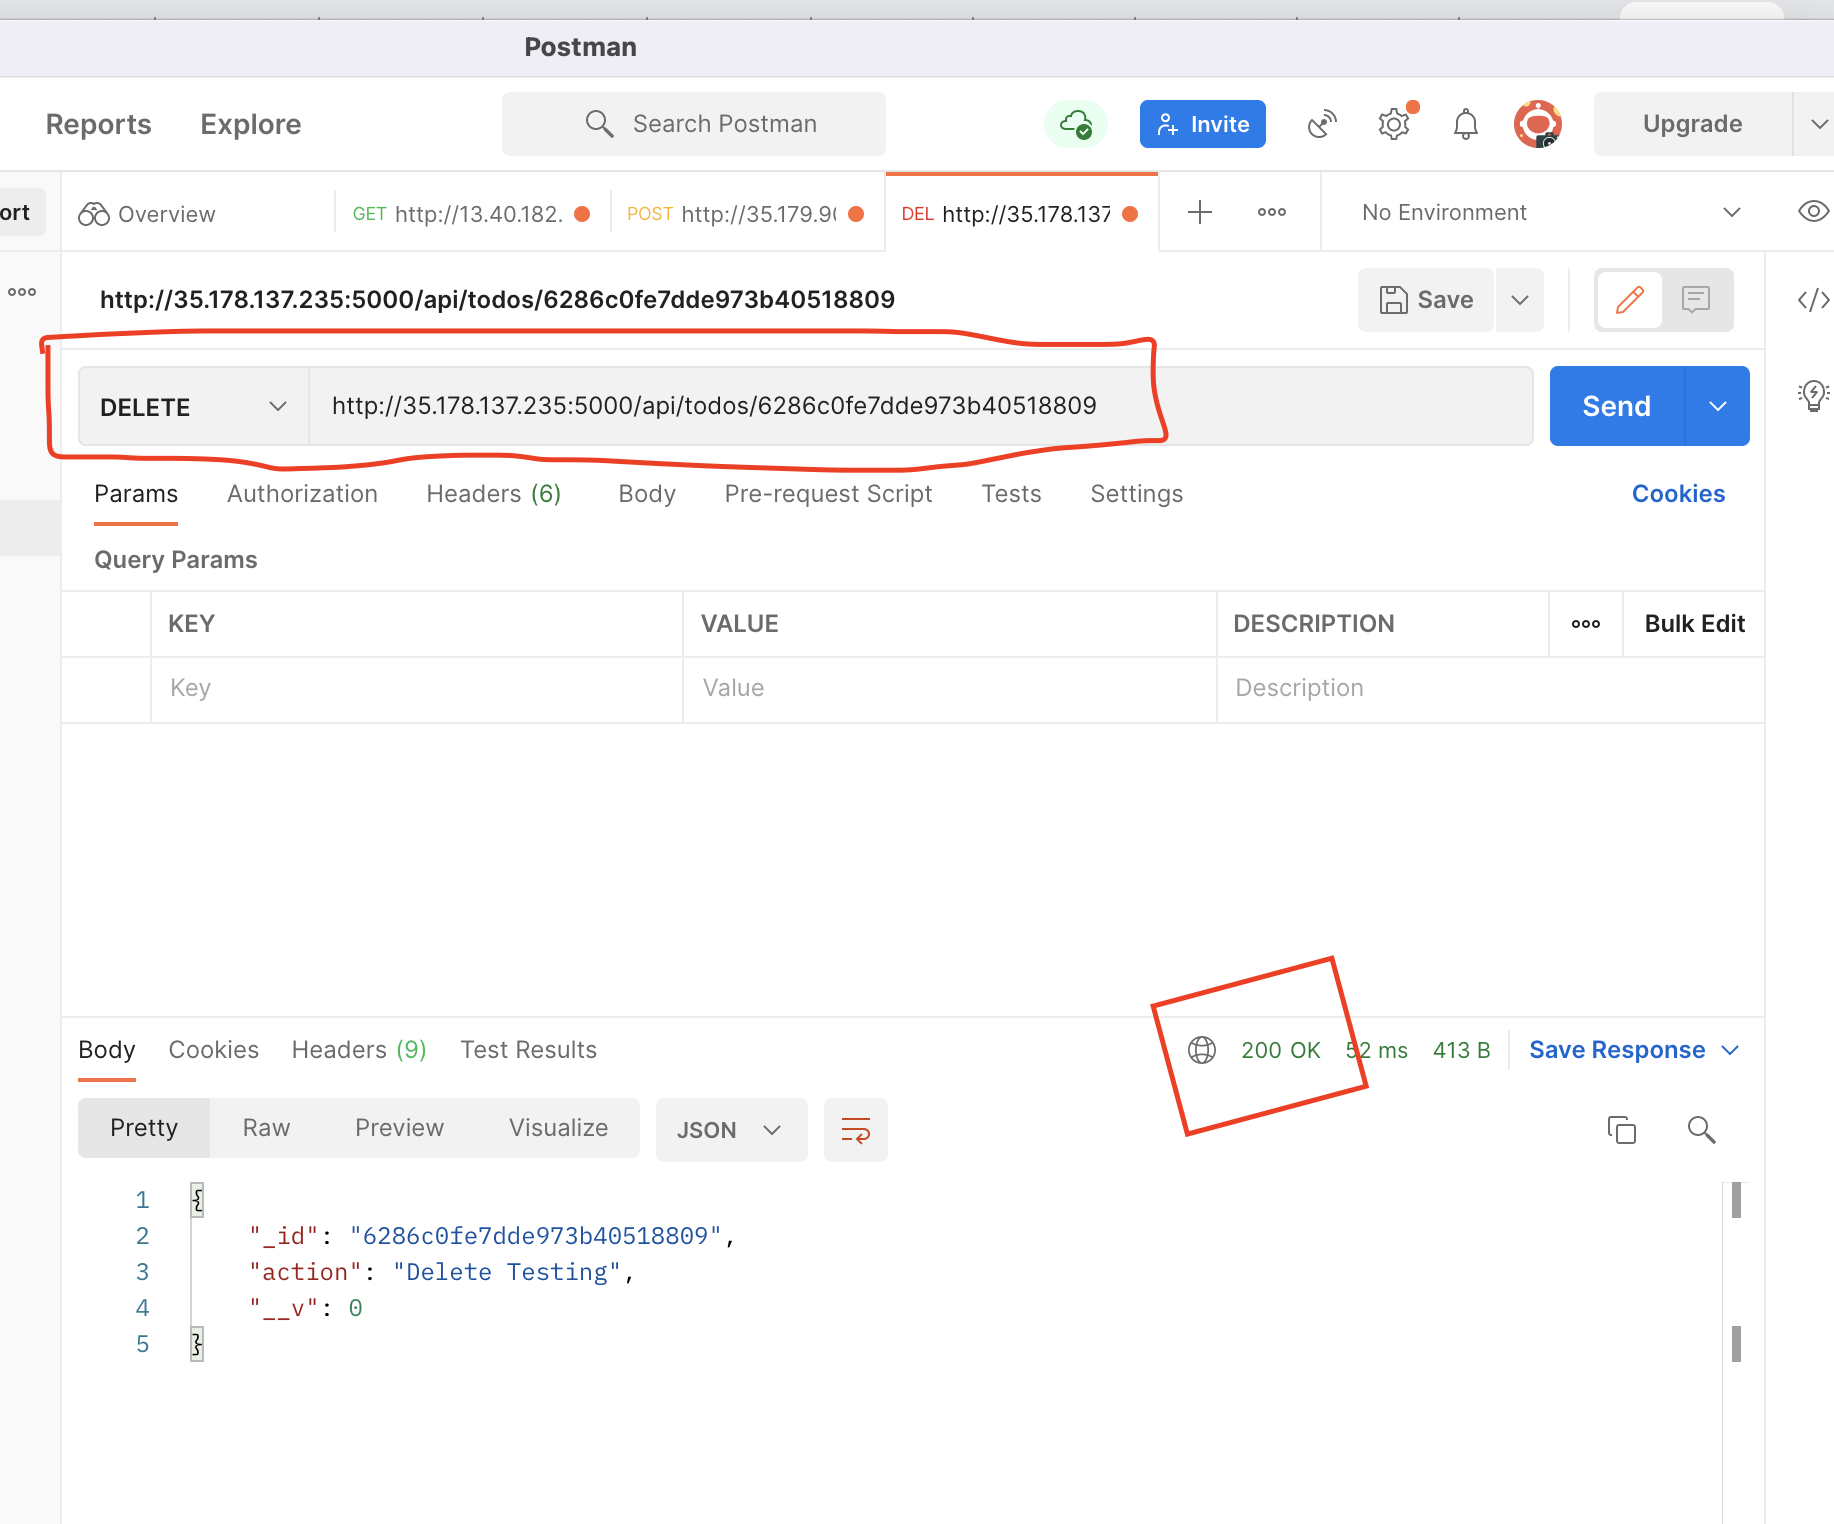 Postman
Reports Explore Search Postman Invite Upgrade
ort Overview GET http://13.40.182. POST http://35.179.9 DEL http://35.178.137 No Environment
http://35.178.137.235:5000/api/todos/6286c0fe7dde973b40518809 Save
DELETE http://35.178.137.235:5000/api/todos/6286c0fe7dde973b40518809 Send
Params Authorization Headers (6) Body Pre-request Script Tests Settings Cookies
Query Params
KEY VALUE DESCRIPTION Bulk Edit
Key Value Description
Body Cookies Headers (9) Test Results 200 OK 52 ms 413 B Save Response
Pretty Raw Preview Visualize JSON
1 {
2 "_id": "6286c0fe7dde973b40518809",
3 "action": "Delete Testing",
4 "__v": 0
5 }